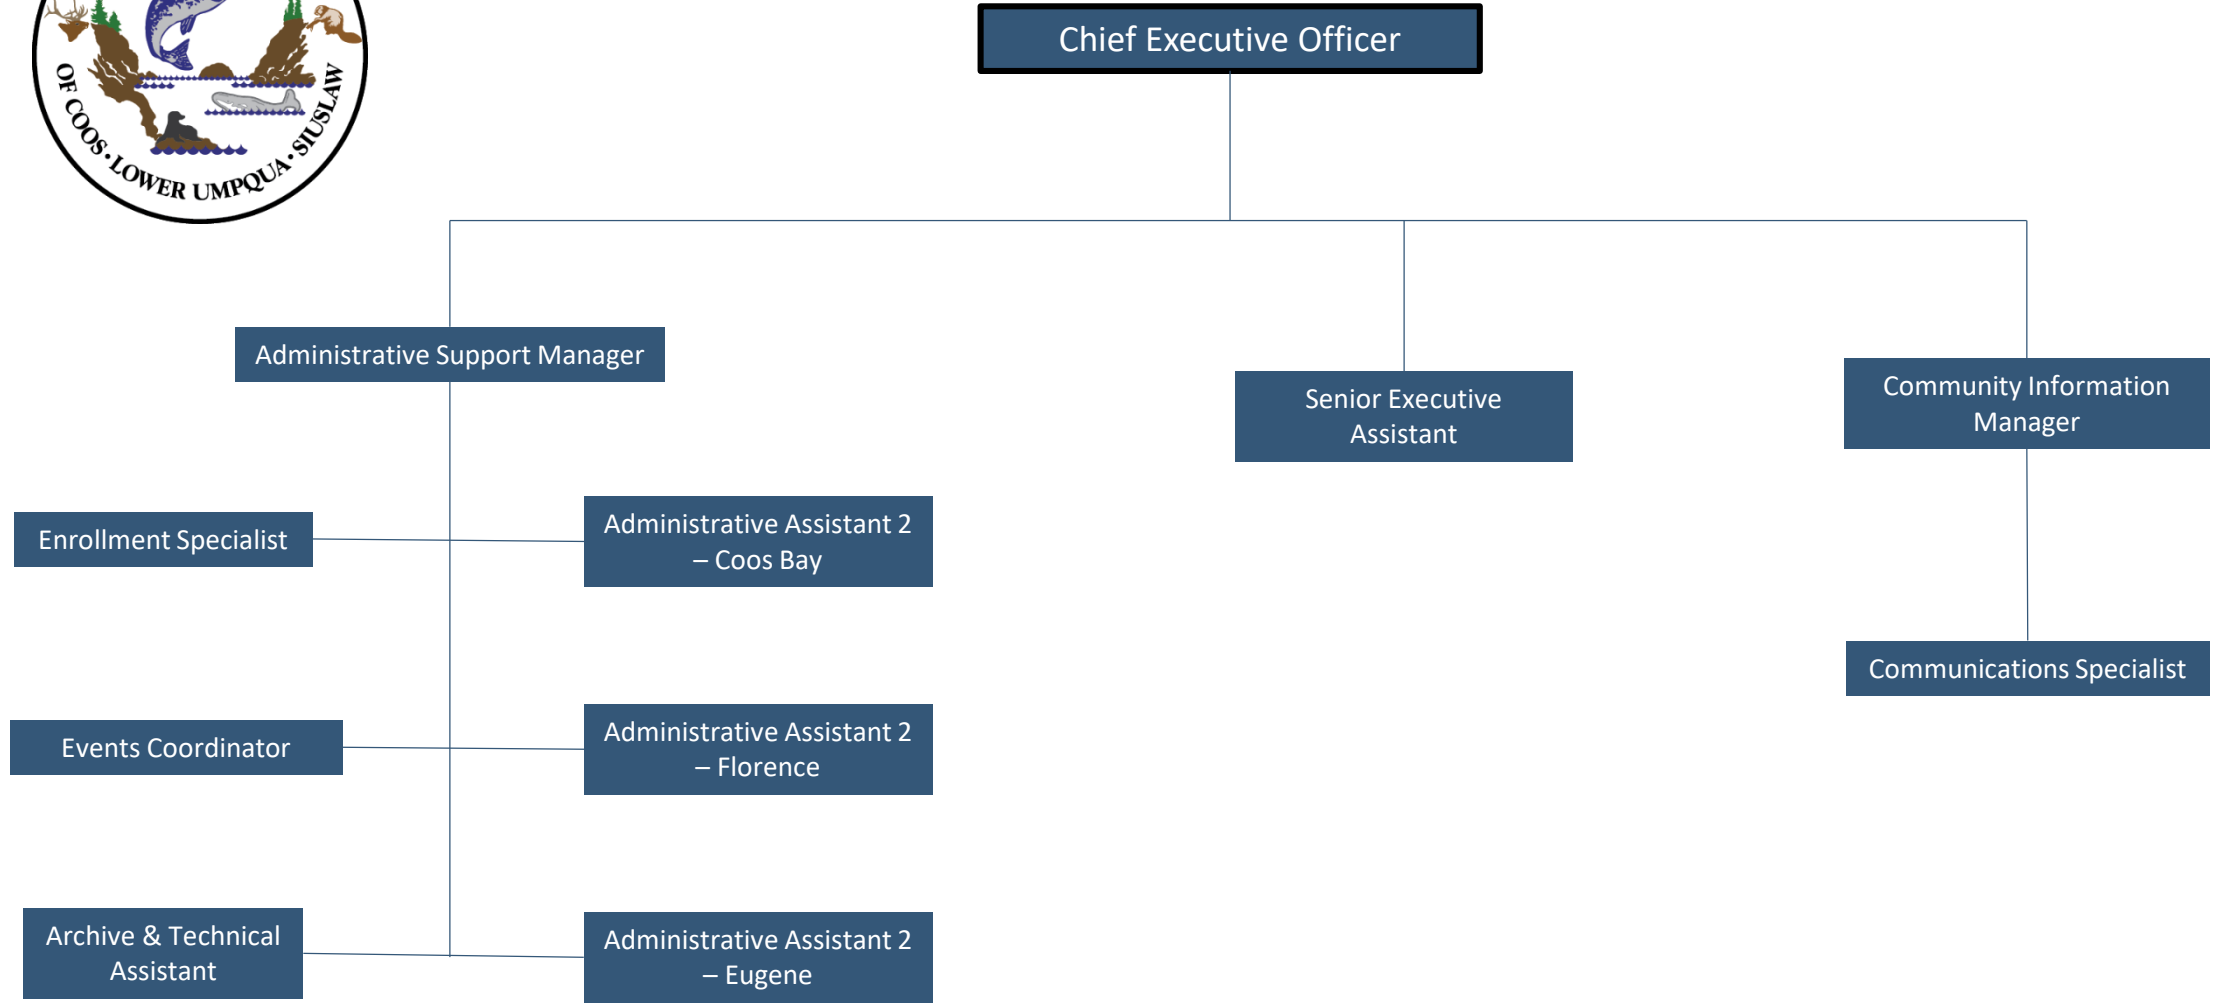 OF COOS · LOWER UMPQUA · SIUSLAW
Chief Executive Officer
Administrative Support Manager
Senior Executive
Assistant
Community Information
Manager
Enrollment Specialist
Administrative Assistant 2
– Coos Bay
Communications Specialist
Events Coordinator
Administrative Assistant 2
– Florence
Archive & Technical
Assistant
Administrative Assistant 2
– Eugene